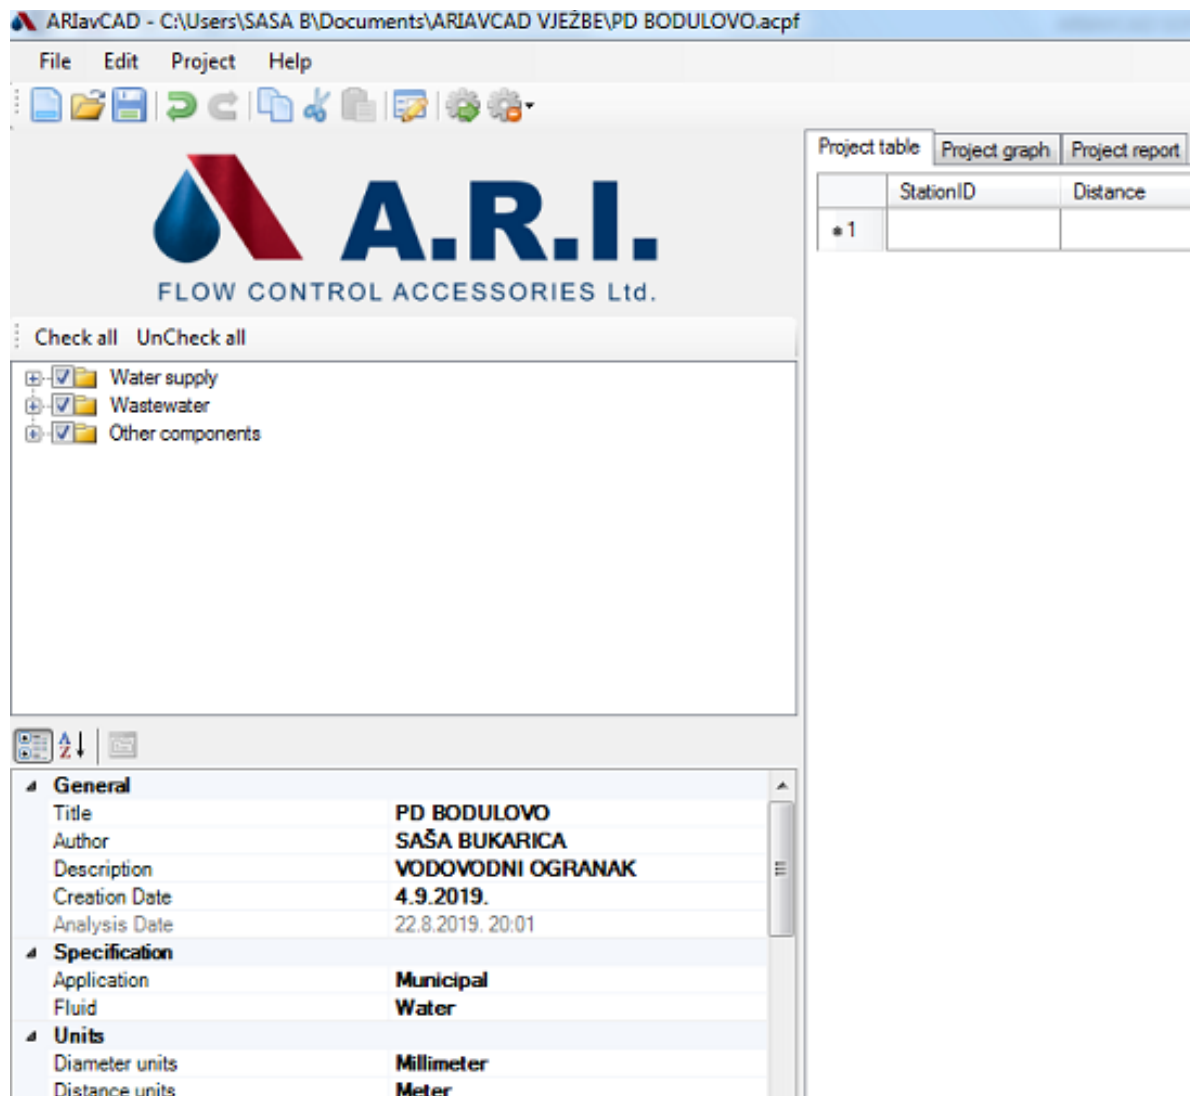 ARIavCAD - C:\Users\SASA B\Documents\ARIAVCAD VJEŽBE\PD BODULOVO.acpf
File Edit Project Help
A.R.I.
FLOW CONTROL ACCESSORIES Ltd.
Check all UnCheck all
Water supply
Wastewater
Other components
General
Title PD BODULOVO
Author SAŠA BUKARICA
Description VODOVODNI OGRANAK
Creation Date 4.9.2019.
Analysis Date 22.8.2019. 20:01
Specification
Application Municipal
Fluid Water
Units
Diameter units Millimeter
Distance units Meter
Project table Project graph Project report
StationID Distance
1